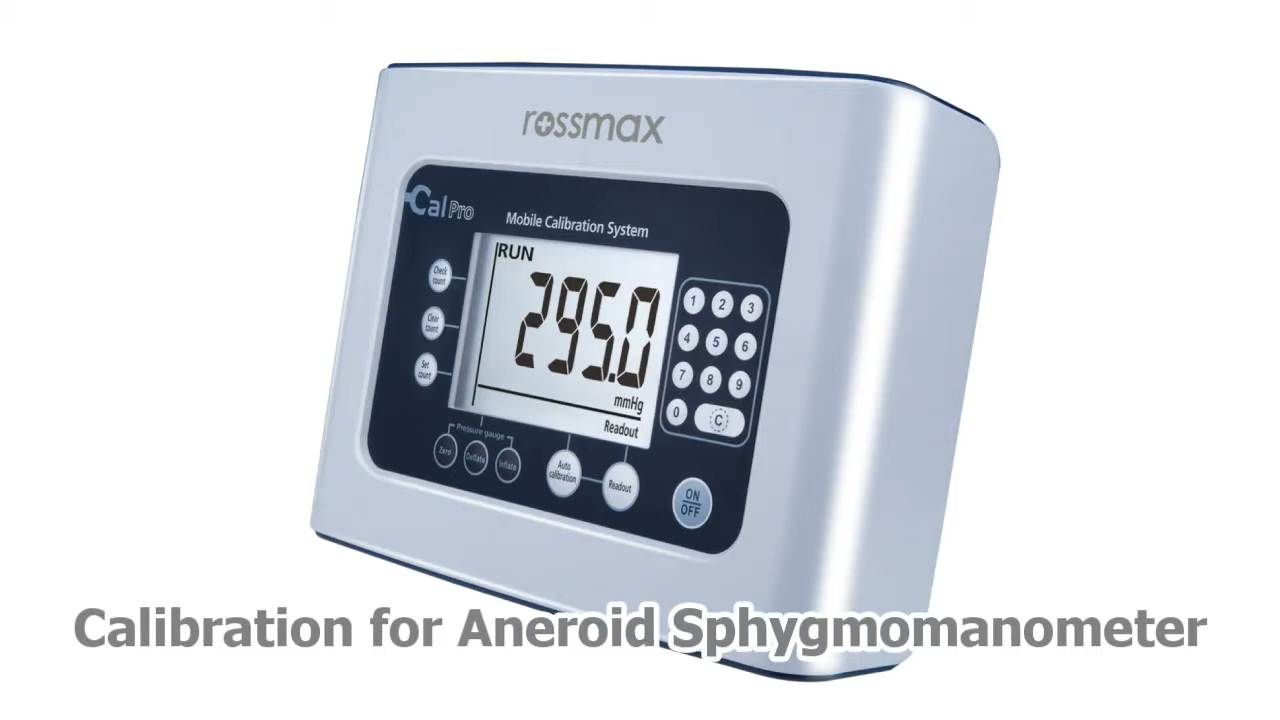 rossmax
Cal Pro
Mobile Calibration System
RUN
295.0
mmHg
Readout
Check count
Clear count
Set count
1 2 3
4 5 6
7 8 9
0 C
Pressure gauge
Zero Deflate Inflate
Auto calibration
Readout
ON
OFF
Calibration for Aneroid Sphygmomanometer